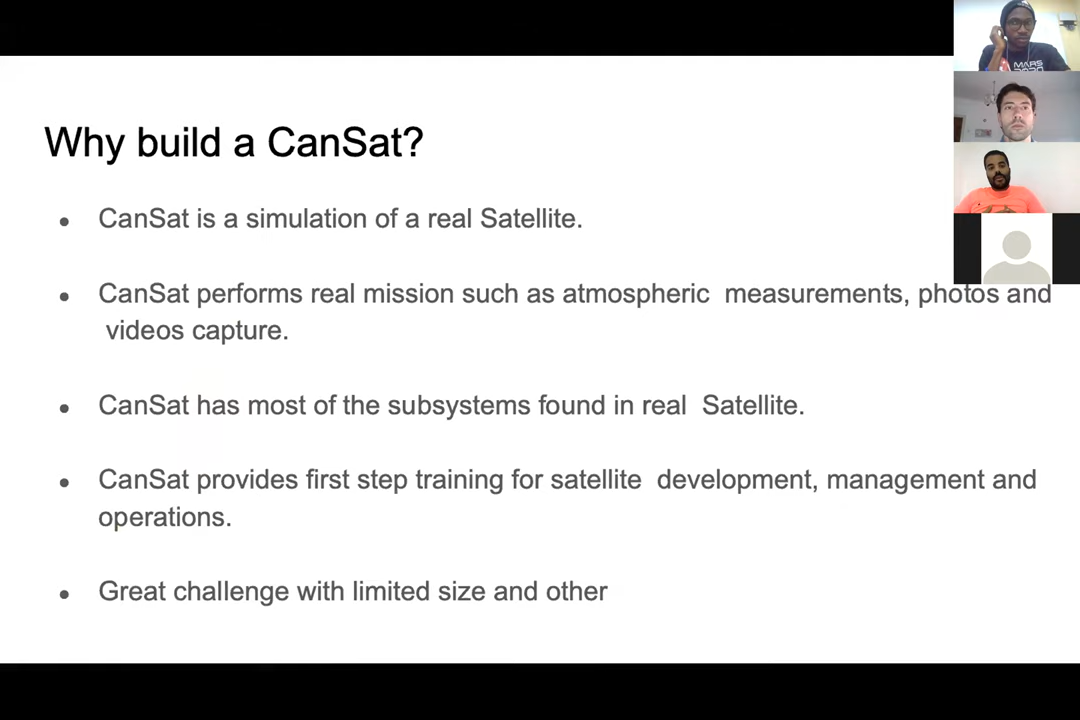 Why build a CanSat?
CanSat is a simulation of a real Satellite.
CanSat performs real mission such as atmospheric measurements, photos and
videos capture.
CanSat has most of the subsystems found in real Satellite.
CanSat provides first step training for satellite development, management and
operations.
Great challenge with limited size and other
MARS
2020